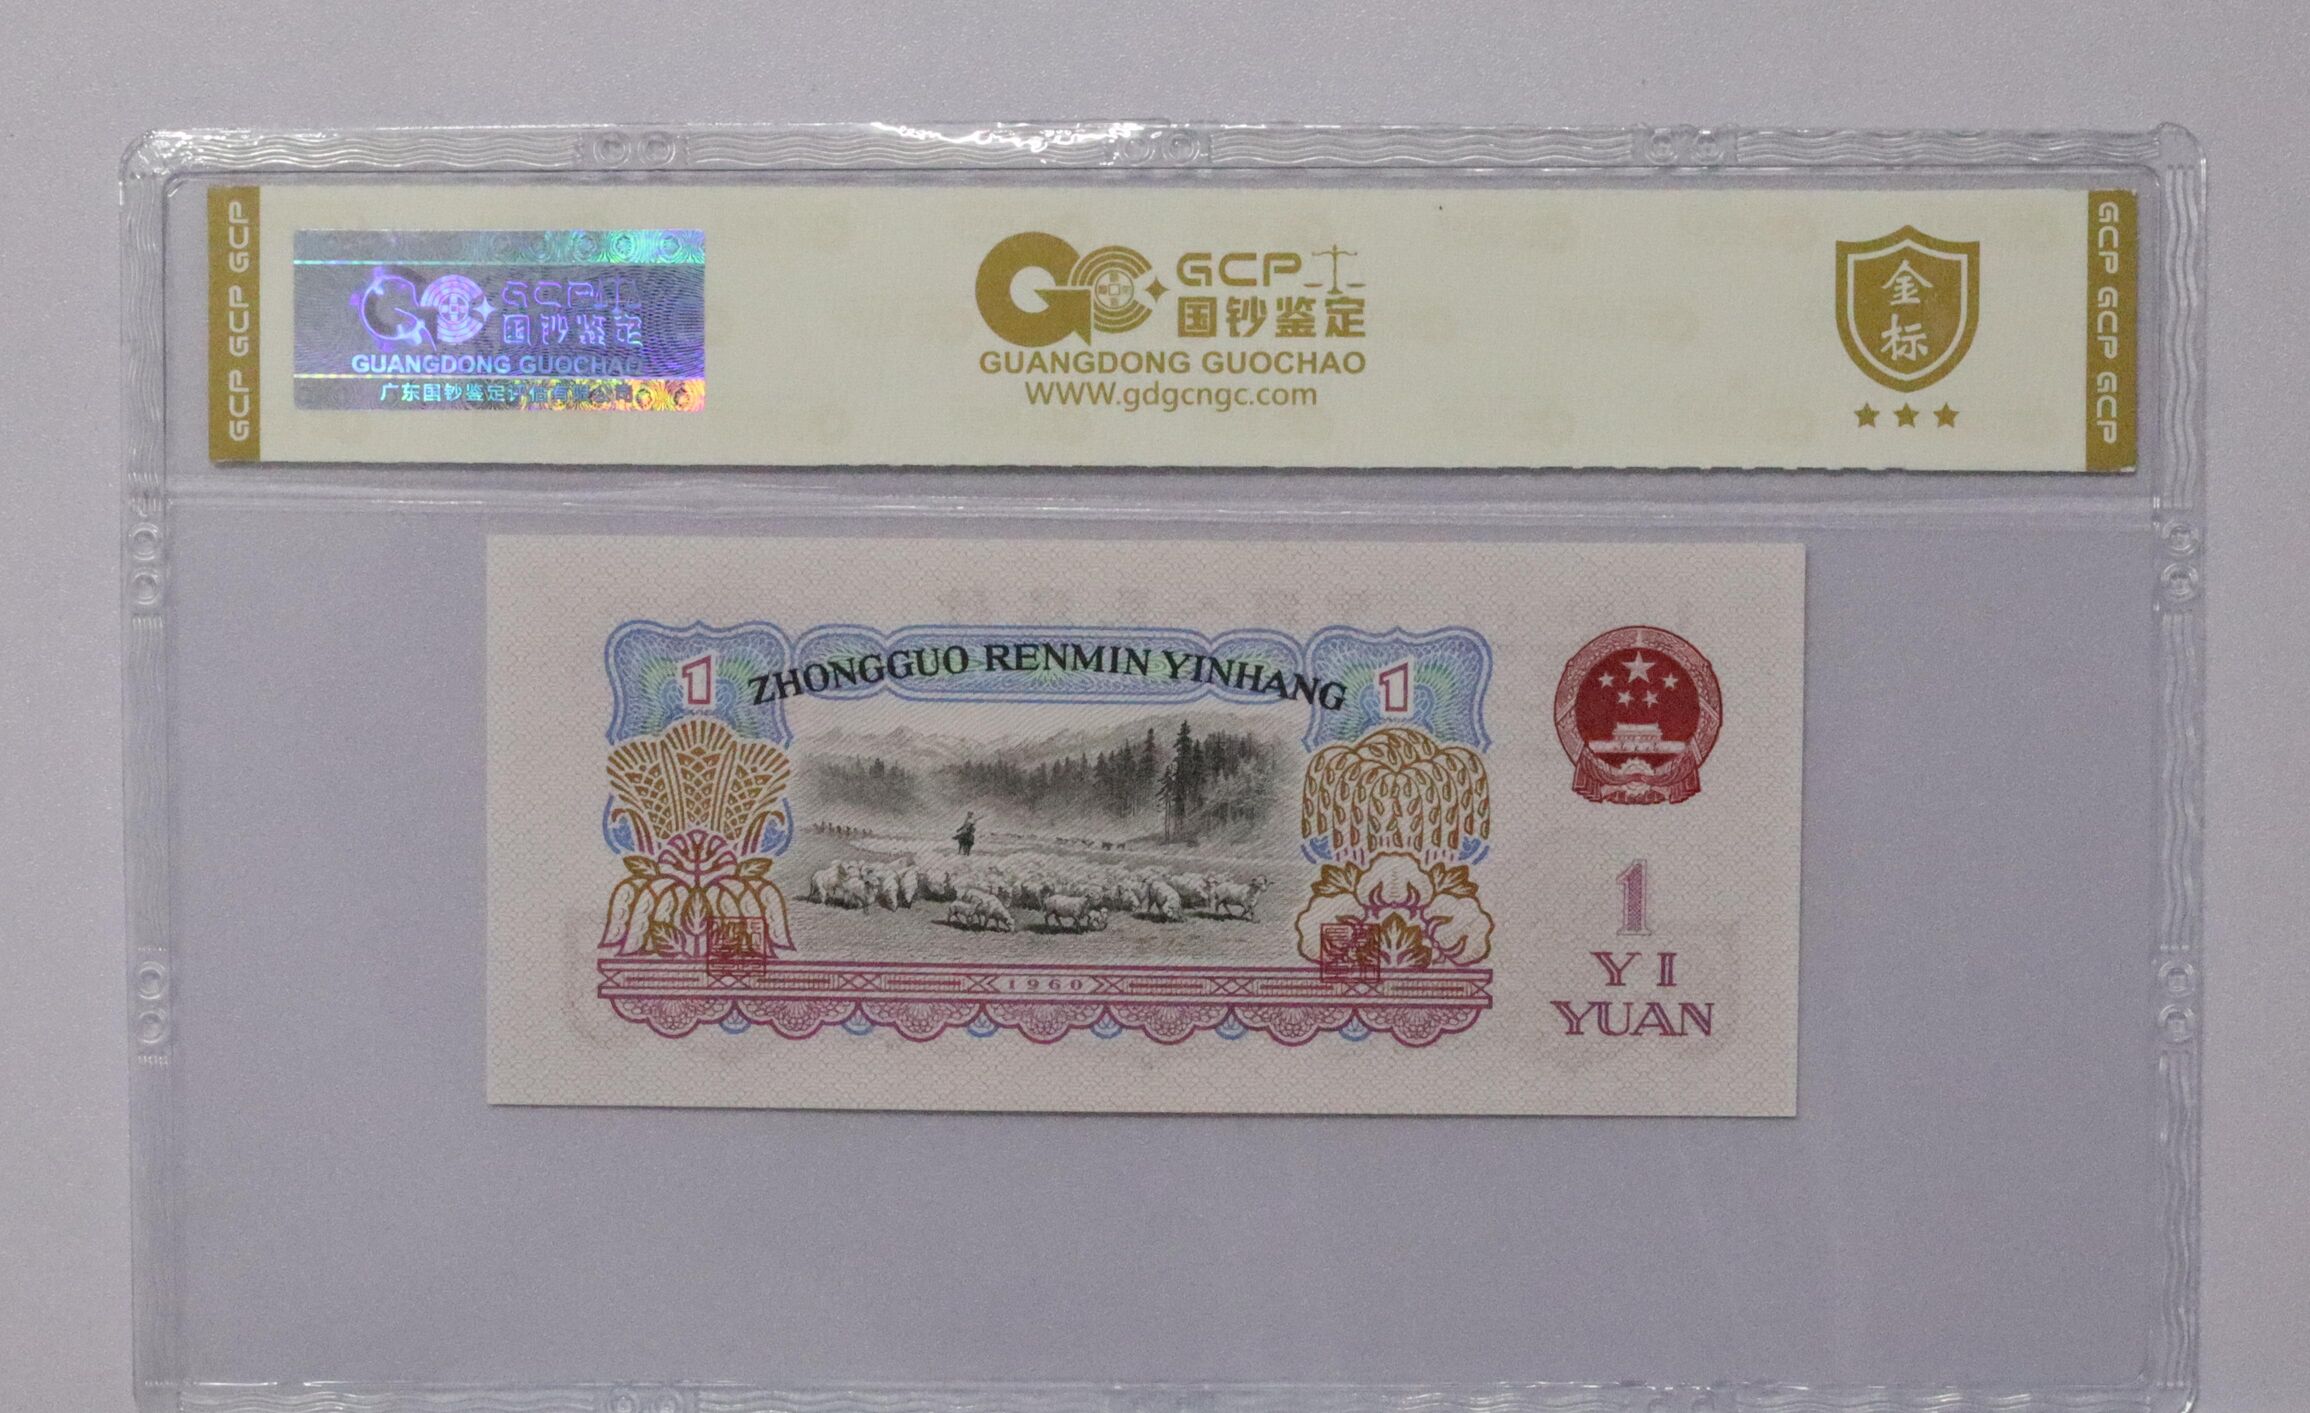 GCP GCP GCP
GCP 国钞鉴定
GUANGDONG GUOCHAO
广东国钞鉴定评估有限公司
GCP
国钞鉴定
GUANGDONG GUOCHAO
WWW.gdgcngc.com
金标
GCP GCP GCP
1 ZHONGGUO RENMIN YINHANG 1
1960
1
YI
YUAN